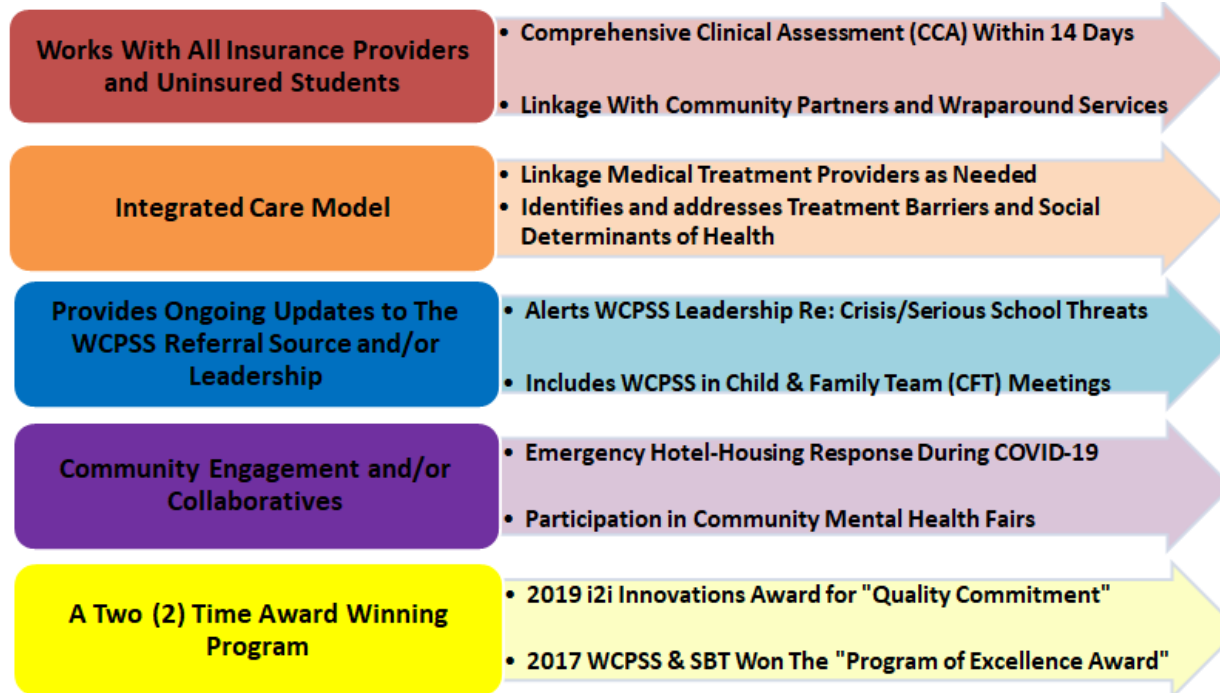 Works With All Insurance Providers
and Uninsured Students
• Comprehensive Clinical Assessment (CCA) Within 14 Days
• Linkage With Community Partners and Wraparound Services
Integrated Care Model
• Linkage Medical Treatment Providers as Needed
• Identifies and addresses Treatment Barriers and Social
Determinants of Health
Provides Ongoing Updates to The
WCPSS Referral Source and/or
Leadership
• Alerts WCPSS Leadership Re: Crisis/Serious School Threats
• Includes WCPSS in Child & Family Team (CFT) Meetings
Community Engagement and/or
Collaboratives
• Emergency Hotel-Housing Response During COVID-19
• Participation in Community Mental Health Fairs
A Two (2) Time Award Winning
Program
• 2019 i2i Innovations Award for "Quality Commitment"
• 2017 WCPSS & SBT Won The "Program of Excellence Award"